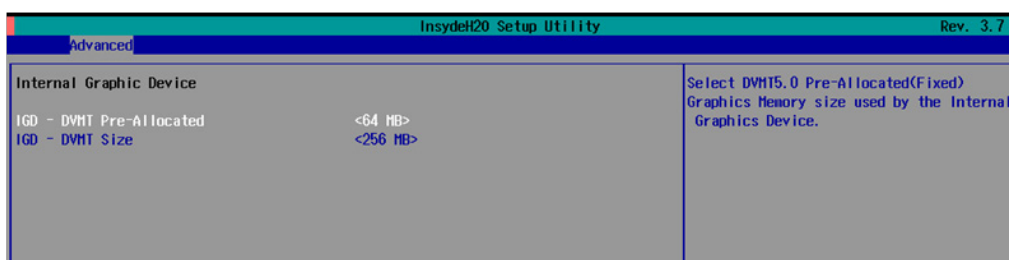 InsydeH20 Setup Utility Rev. 3.7
Advanced
Internal Graphic Device
IGD - DVMT Pre-Allocated <64 MB>
IGD - DVMT Size <256 MB>
Select DVMT5.0 Pre-Allocated(Fixed)
Graphics Memory size used by the Internal
Graphics Device.